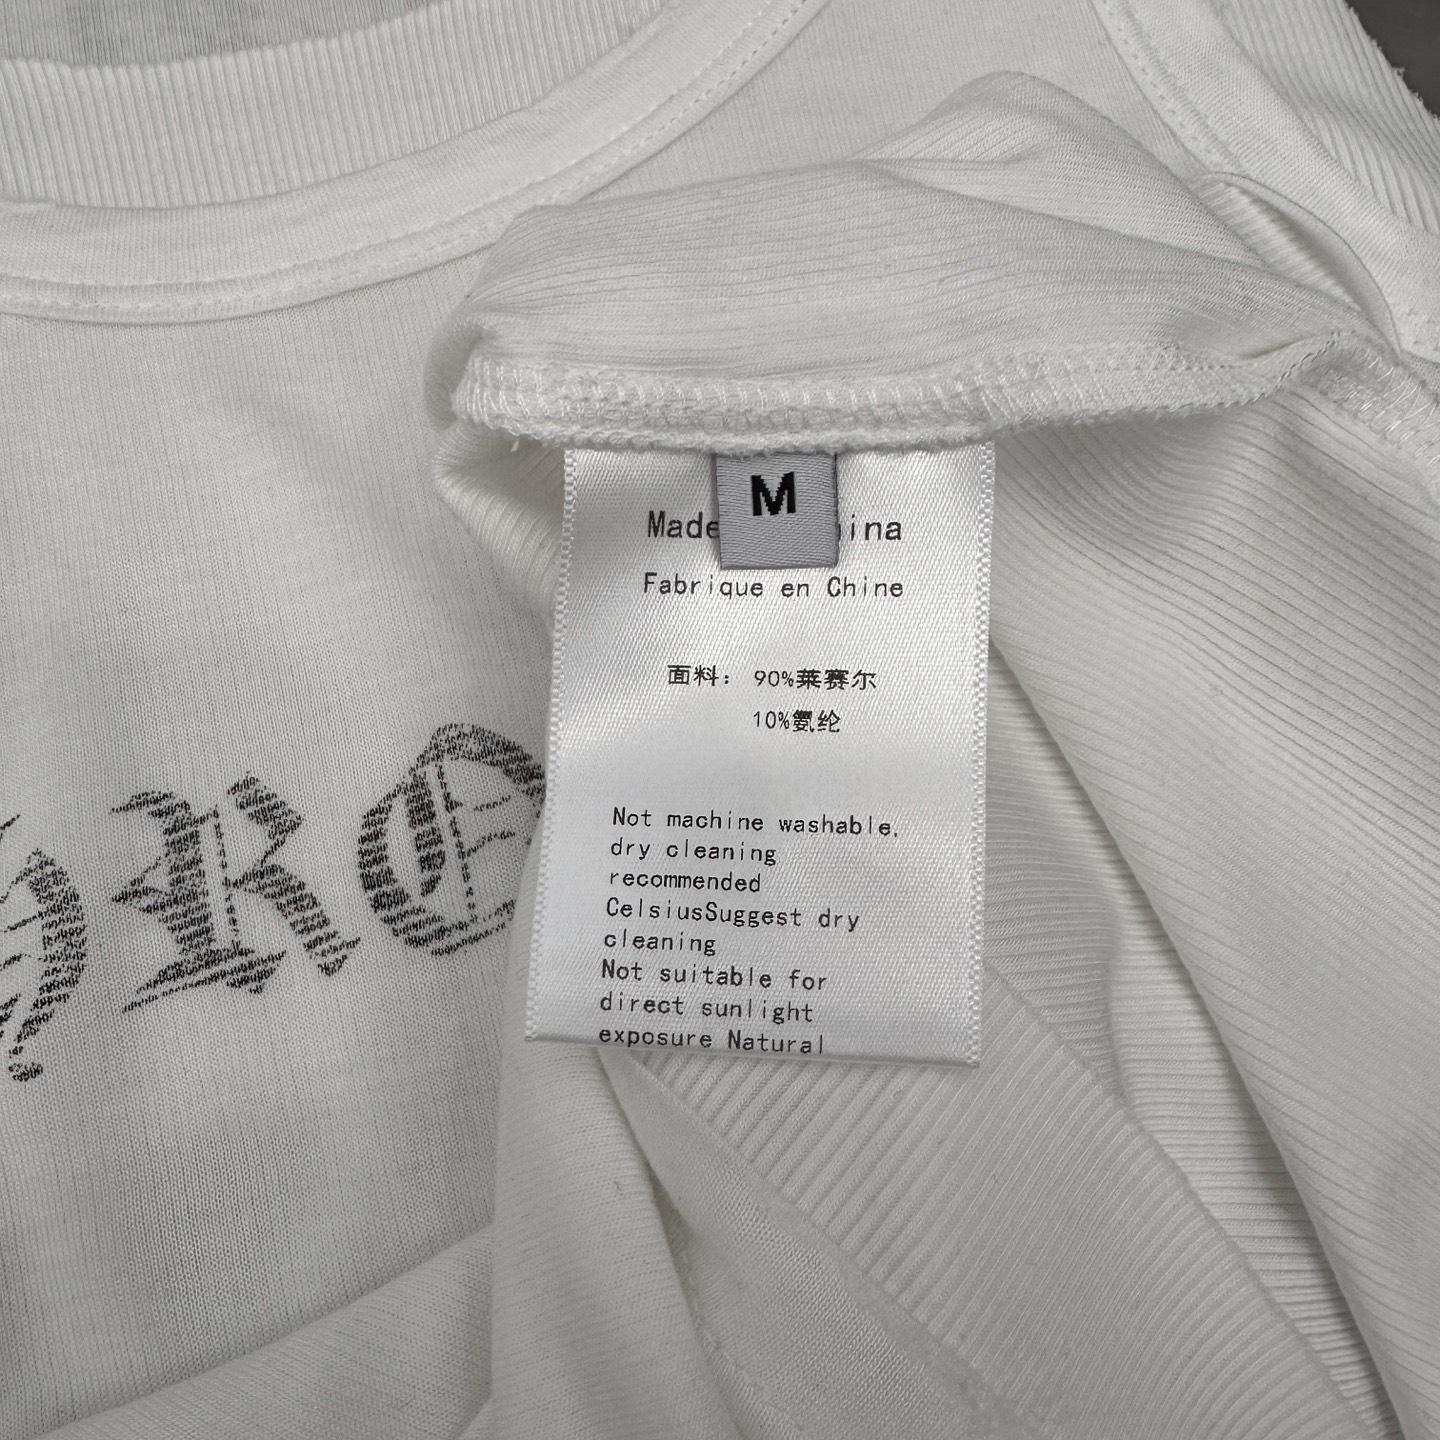 M
Made ina
Fabrique en Chine
面料：90%莱赛尔
10%氨纶
Not machine washable,
dry cleaning
recommended
CelsiusSuggest dry
cleaning
Not suitable for
direct sunlight
exposure Natural